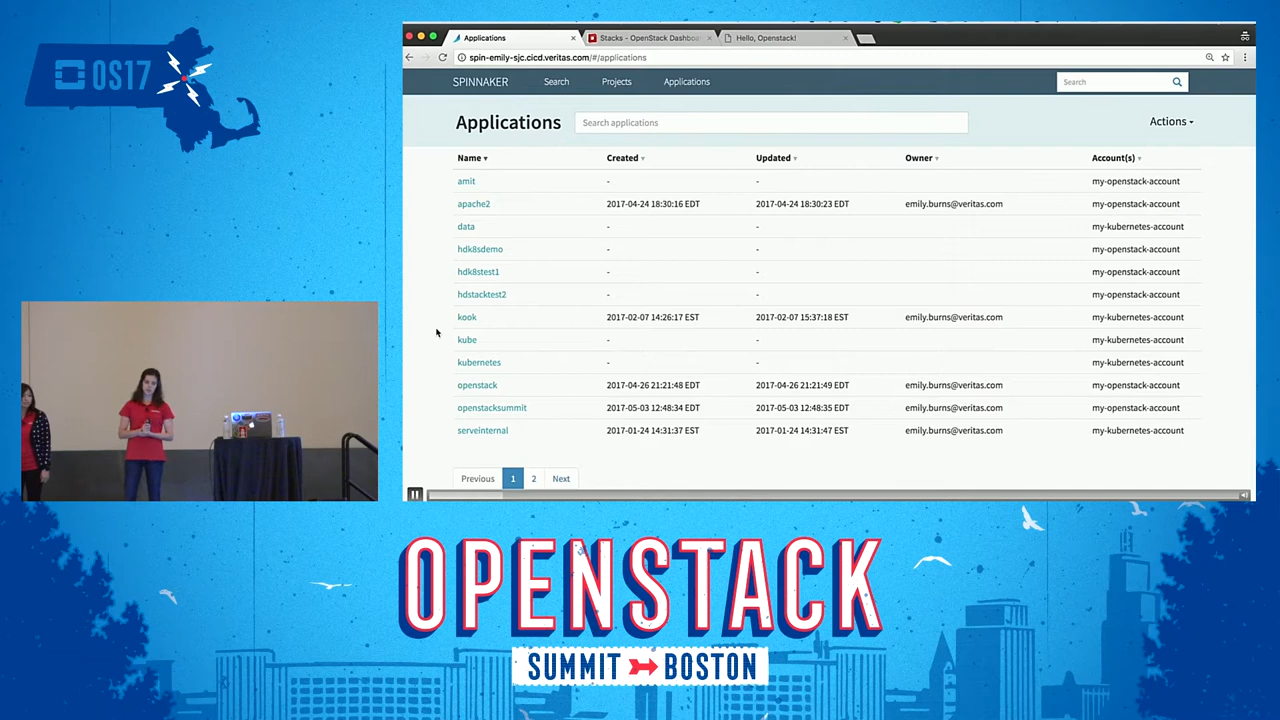 OS17
Applications
Stacks - OpenStack Dashboa
Hello, Openstack!
spin-emily-sjc.cicd.veritas.com/#/applications
SPINNAKER Search Projects Applications Search
Applications Search applications Actions
Name Created Updated Owner Account(s)
amit - - my-openstack-account
apache2 2017-04-24 18:30:16 EDT 2017-04-24 18:30:23 EDT emily.burns@veritas.com my-openstack-account
data - - my-kubernetes-account
hdk8sdemo - - my-openstack-account
hdk8stest1 - - my-openstack-account
hdstacktest2 - - my-openstack-account
kook 2017-02-07 14:26:17 EST 2017-02-07 15:37:18 EST emily.burns@veritas.com my-kubernetes-account
kube - - my-kubernetes-account
kubernetes - - my-kubernetes-account
openstack 2017-04-26 21:21:48 EDT 2017-04-26 21:21:49 EDT emily.burns@veritas.com my-openstack-account
openstacksummit 2017-05-03 12:48:34 EDT 2017-05-03 12:48:35 EDT emily.burns@veritas.com my-openstack-account
serveinternal 2017-01-24 14:31:37 EST 2017-01-24 14:31:47 EST emily.burns@veritas.com my-kubernetes-account
Previous 1 2 Next
OPENSTACK
SUMMIT BOSTON